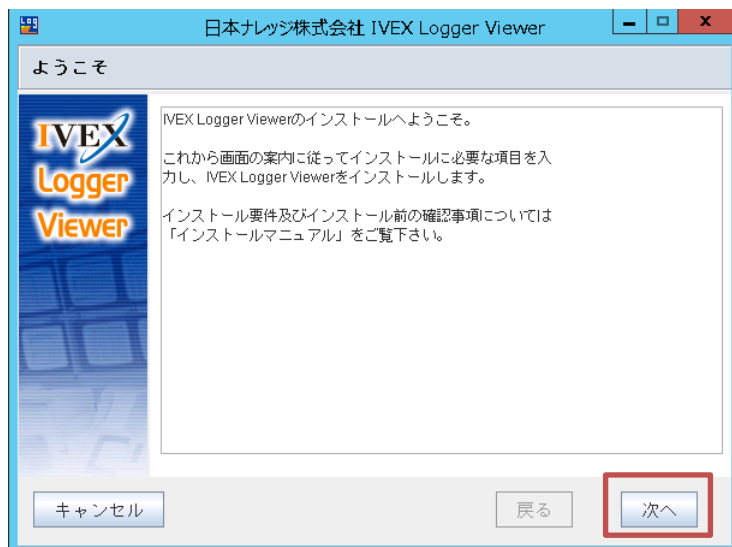 日本ナレッジ株式会社 IVEX Logger Viewer
ようこそ
IVEX
Logger
Viewer
IVEX Logger Viewerのインストールへようこそ。
これから画面の案内に従ってインストールに必要な項目を入
力し、IVEX Logger Viewerをインストールします。
インストール要件及びインストール前の確認事項については
「インストールマニュアル」をご覧下さい。
キャンセル
戻る
次へ